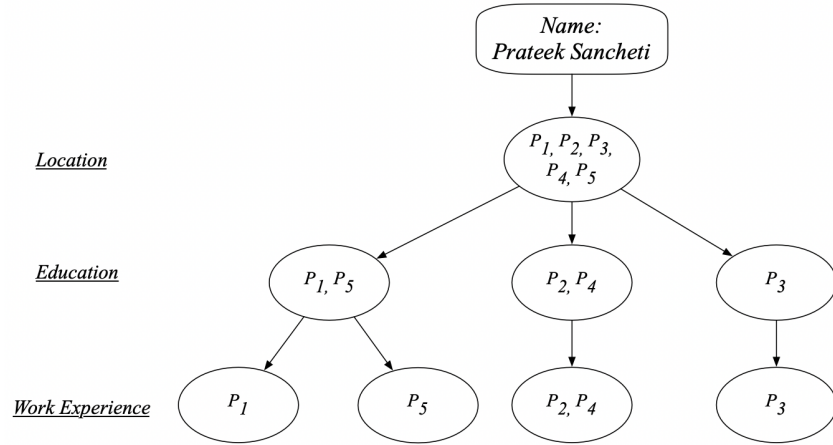 Name:
Prateek Sancheti
Location
P1, P2, P3,
P4, P5
Education
P1, P5
P2, P4
P3
Work Experience
P1
P5
P2, P4
P3